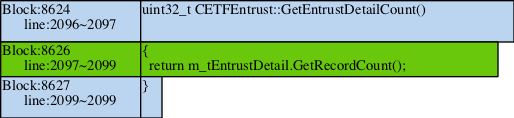 Block:8624
line:2096~2097
uint32_t CETFEntrust::GetEntrustDetailCount()
Block:8626
line:2097~2099
{
return m_tEntrustDetail.GetRecordCount();
Block:8627
line:2099~2099
}